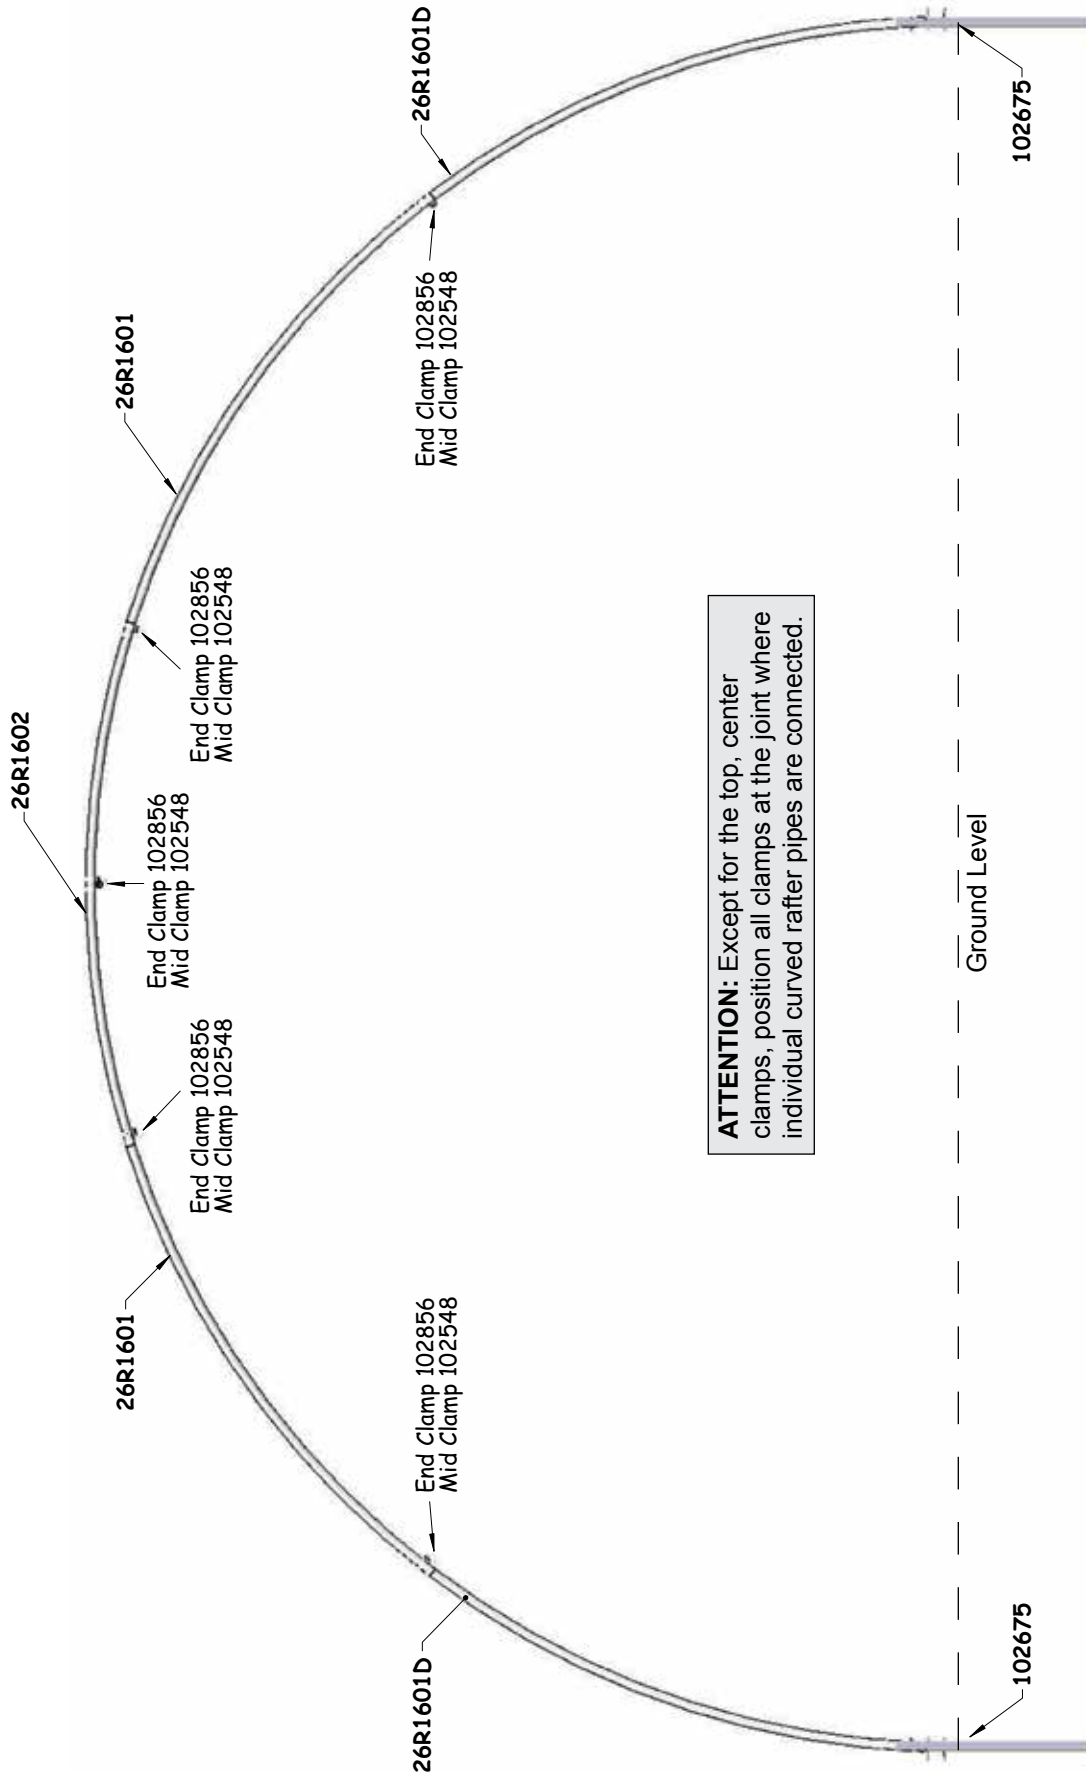 26R1602
26R1601
26R1601
End Clamp 102856
Mid Clamp 102548
End Clamp 102856
Mid Clamp 102548
End Clamp 102856
Mid Clamp 102548
26R1601D
26R1601D
End Clamp 102856
Mid Clamp 102548
End Clamp 102856
Mid Clamp 102548
ATTENTION: Except for the top, center
clamps, position all clamps at the joint where
individual curved rafter pipes are connected.
Ground Level
102675
102675